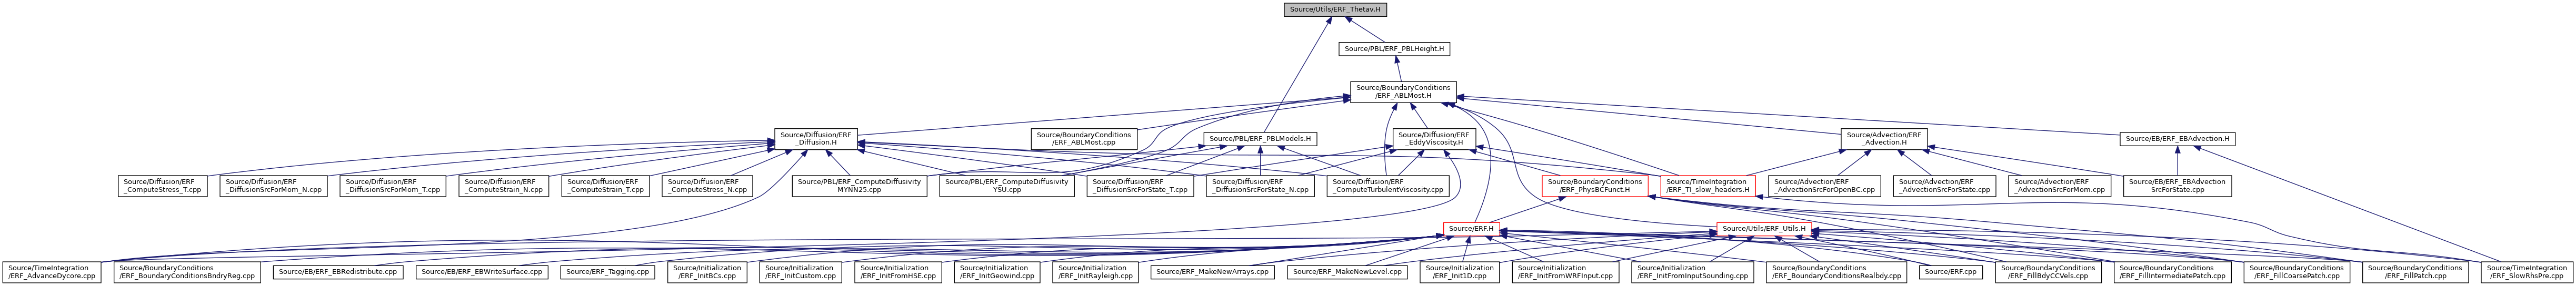 Source/Utils/ERF_Thetav.H
Source/PBL/ERF_PBLHeight.H
Source/BoundaryConditions
/ERF_ABLMost.H
Source/Diffusion/ERF
_Diffusion.H
Source/BoundaryConditions
/ERF_ABLMost.cpp
Source/PBL/ERF_PBLModels.H
Source/Diffusion/ERF
_EddyViscosity.H
Source/Advection/ERF
_Advection.H
Source/EB/ERF_EBAdvection.H
Source/Diffusion/ERF
_ComputeStress_T.cpp
Source/Diffusion/ERF
_DiffusionSrcForMom_N.cpp
Source/Diffusion/ERF
_DiffusionSrcForMom_T.cpp
Source/Diffusion/ERF
_ComputeStrain_N.cpp
Source/Diffusion/ERF
_ComputeStrain_T.cpp
Source/Diffusion/ERF
_ComputeStress_N.cpp
Source/PBL/ERF_ComputeDiffusivity
MYNN25.cpp
Source/PBL/ERF_ComputeDiffusivity
YSU.cpp
Source/Diffusion/ERF
_DiffusionSrcForState_T.cpp
Source/Diffusion/ERF
_DiffusionSrcForState_N.cpp
Source/Diffusion/ERF
_ComputeTurbulentViscosity.cpp
Source/BoundaryConditions
/ERF_PhysBCFunct.H
Source/TimeIntegration
/ERF_TI_slow_headers.H
Source/Advection/ERF
_AdvectionSrcForOpenBC.cpp
Source/Advection/ERF
_AdvectionSrcForState.cpp
Source/Advection/ERF
_AdvectionSrcForMom.cpp
Source/EB/ERF_EBAdvection
SrcForState.cpp
Source/ERF.H
Source/Utils/ERF_Utils.H
Source/TimeIntegration
/ERF_AdvanceDycore.cpp
Source/BoundaryConditions
/ERF_BoundaryConditionsBndryReg.cpp
Source/EB/ERF_EBRedistribute.cpp
Source/EB/ERF_EBWriteSurface.cpp
Source/ERF_Tagging.cpp
Source/Initialization
/ERF_InitBCs.cpp
Source/Initialization
/ERF_InitCustom.cpp
Source/Initialization
/ERF_InitFromHSE.cpp
Source/Initialization
/ERF_InitGeowind.cpp
Source/Initialization
/ERF_InitRayleigh.cpp
Source/ERF_MakeNewArrays.cpp
Source/ERF_MakeNewLevel.cpp
Source/Initialization
/ERF_Init1D.cpp
Source/Initialization
/ERF_InitFromWRFInput.cpp
Source/Initialization
/ERF_InitFromInputSounding.cpp
Source/BoundaryConditions
/ERF_BoundaryConditionsRealbdy.cpp
Source/ERF.cpp
Source/BoundaryConditions
/ERF_FillBdyCCVels.cpp
Source/BoundaryConditions
/ERF_FillIntermediatePatch.cpp
Source/BoundaryConditions
/ERF_FillCoarsePatch.cpp
Source/BoundaryConditions
/ERF_FillPatch.cpp
Source/TimeIntegration
/ERF_SlowRhsPre.cpp